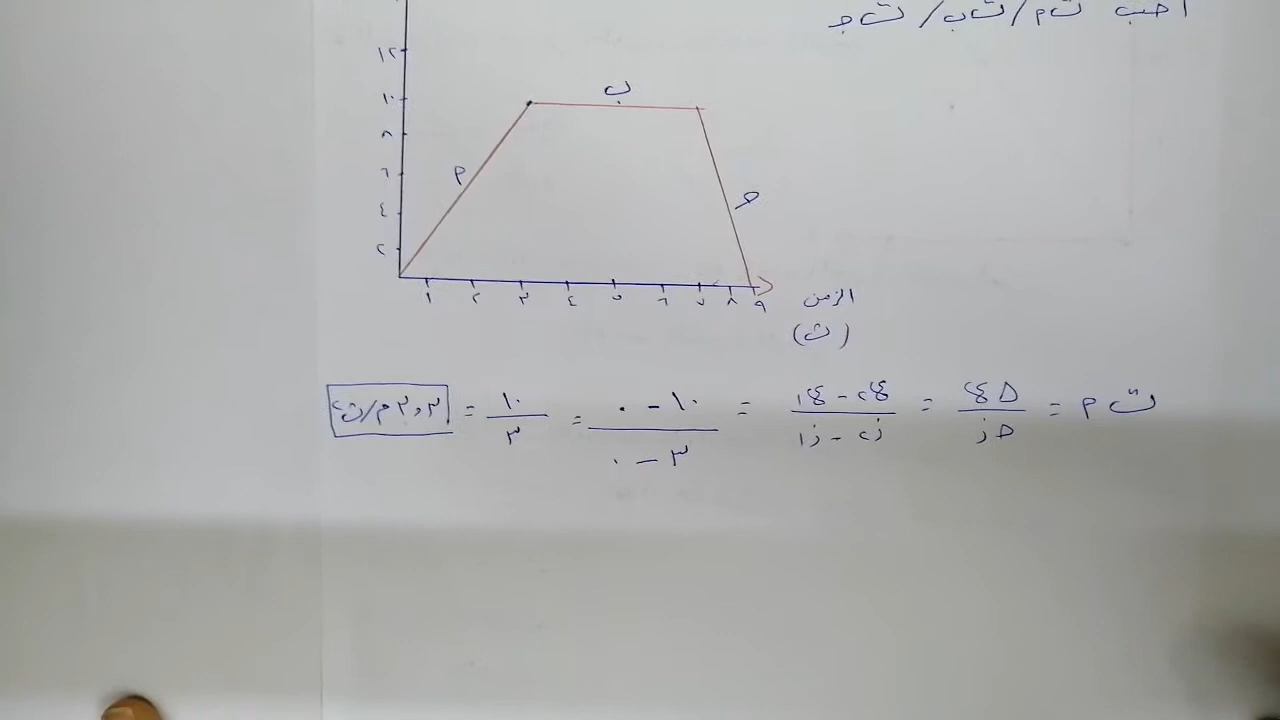 احسب تم / تب / تج
١٢
ب
١٠
٨
م
٦
ج
٤
٢
١ ٢ ٣ ٤ ٥ ٦ ٧ ٨ ٩
الزمن
(ث)
ت م = Δع / Δز = ع٢ - ع١ / ز٢ - ز١ = ١٠ - ٠ / ٣ - ٠ = ١٠ / ٣ = ٣,٣ م/ث٢